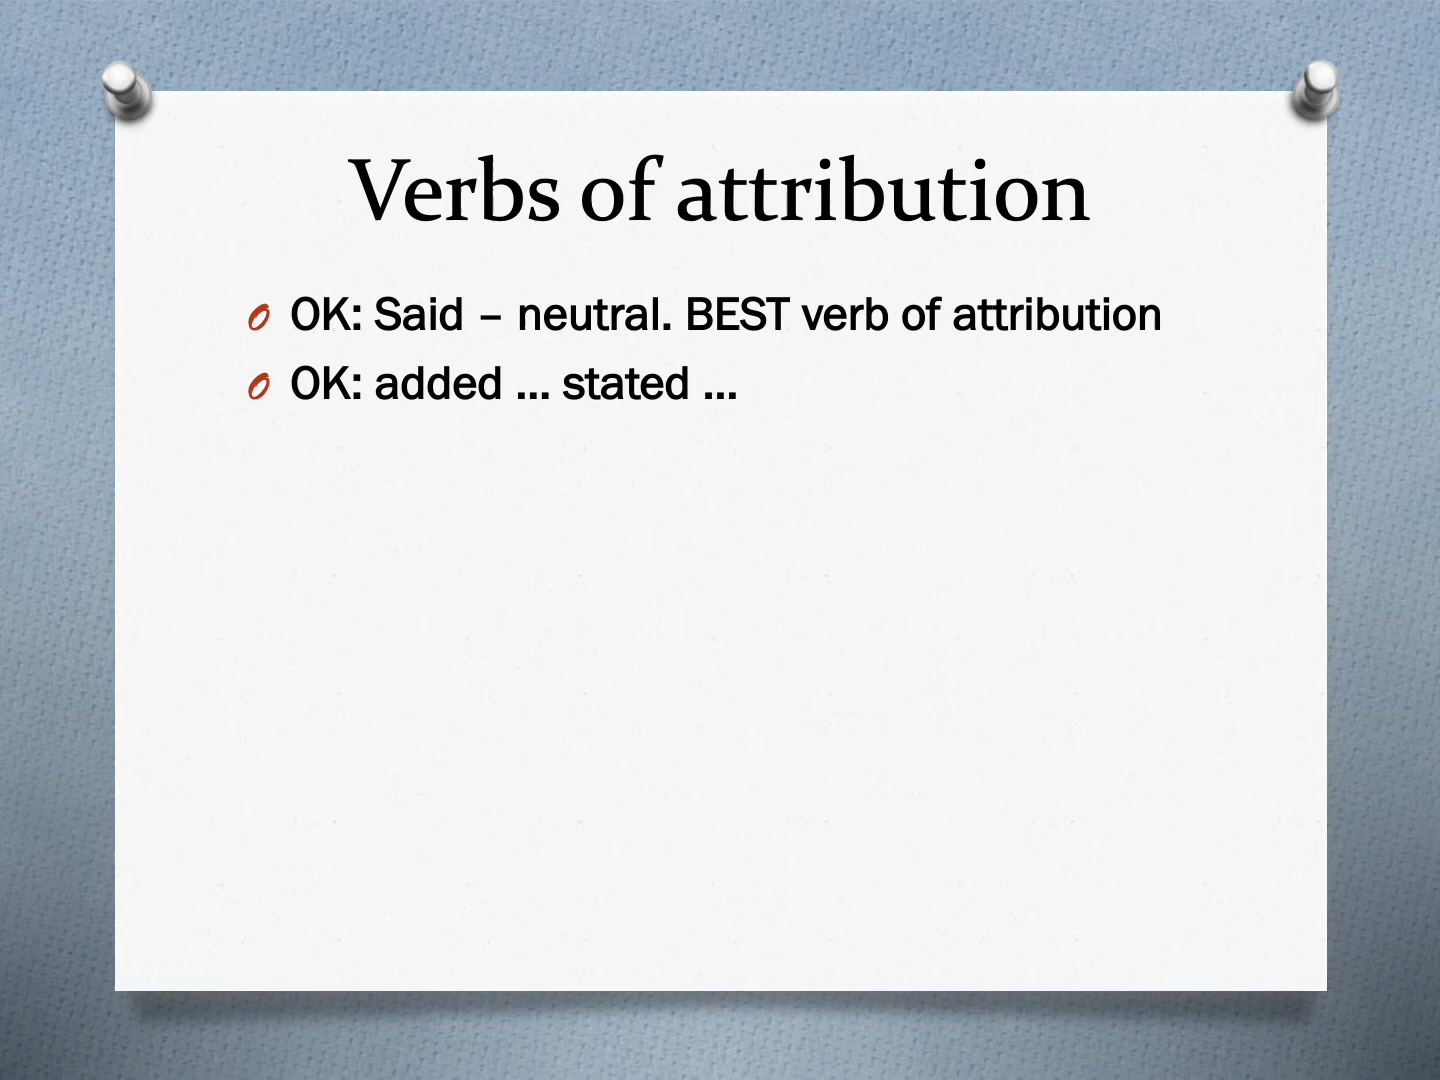 Verbs of attribution
OK: Said – neutral. BEST verb of attribution
OK: added … stated …